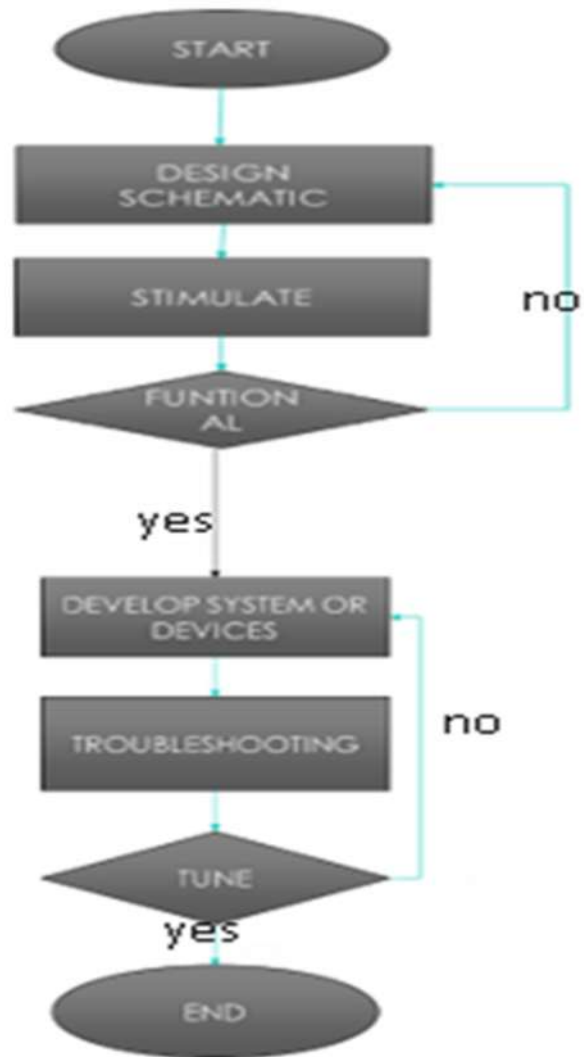 START
DESIGN
SCHEMATIC
STIMULATE
no
FUNTION
AL
yes
DEVELOP SYSTEM OR
DEVICES
no
TROUBLESHOOTING
TUNE
yes
END